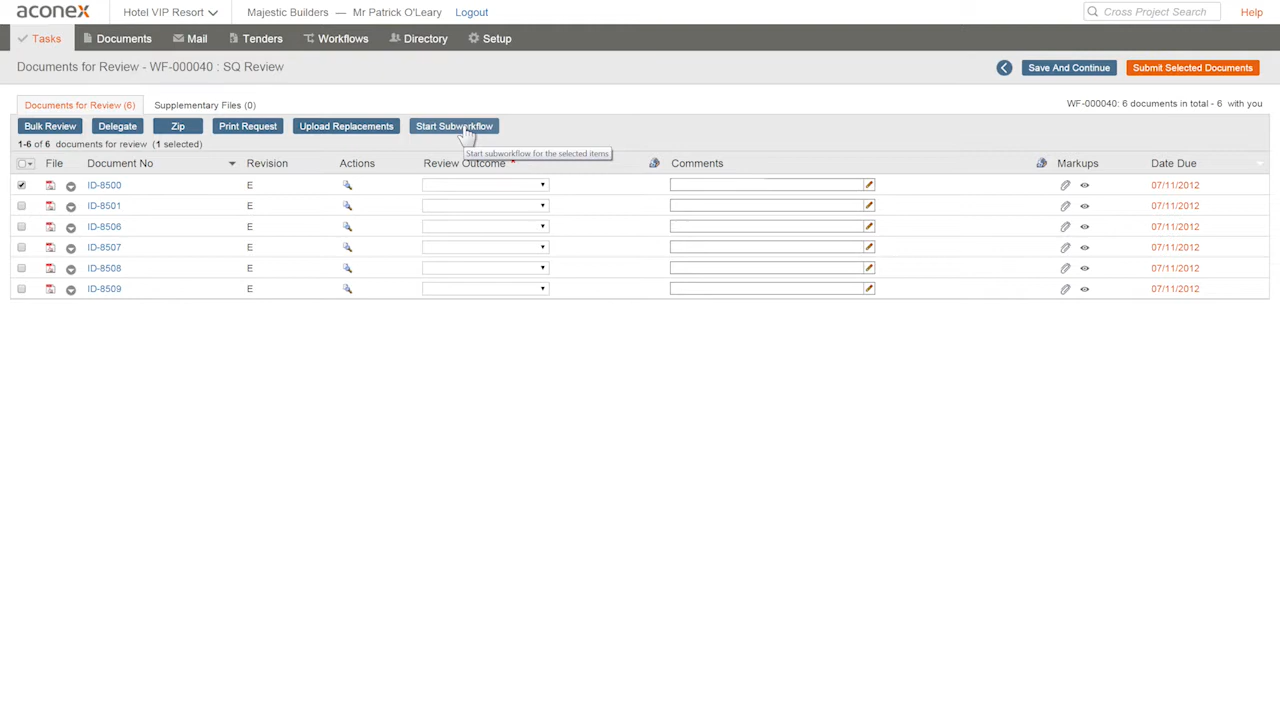 aconex Hotel VIP Resort Majestic Builders — Mr Patrick O'Leary Logout Cross Project Search Help
Tasks Documents Mail Tenders Workflows Directory Setup
Documents for Review - WF-000040 : SQ Review Save And Continue Submit Selected Documents
Documents for Review (6) Supplementary Files (0) WF-000040: 6 documents in total - 6 with you
Bulk Review Delegate Zip Print Request Upload Replacements Start Subworkflow
1-6 of 6 documents for review (1 selected)
Start subworkflow for the selected items
File Document No Revision Actions Review Outcome * Comments Markups Date Due
ID-8500 E 07/11/2012
ID-8501 E 07/11/2012
ID-8506 E 07/11/2012
ID-8507 E 07/11/2012
ID-8508 E 07/11/2012
ID-8509 E 07/11/2012